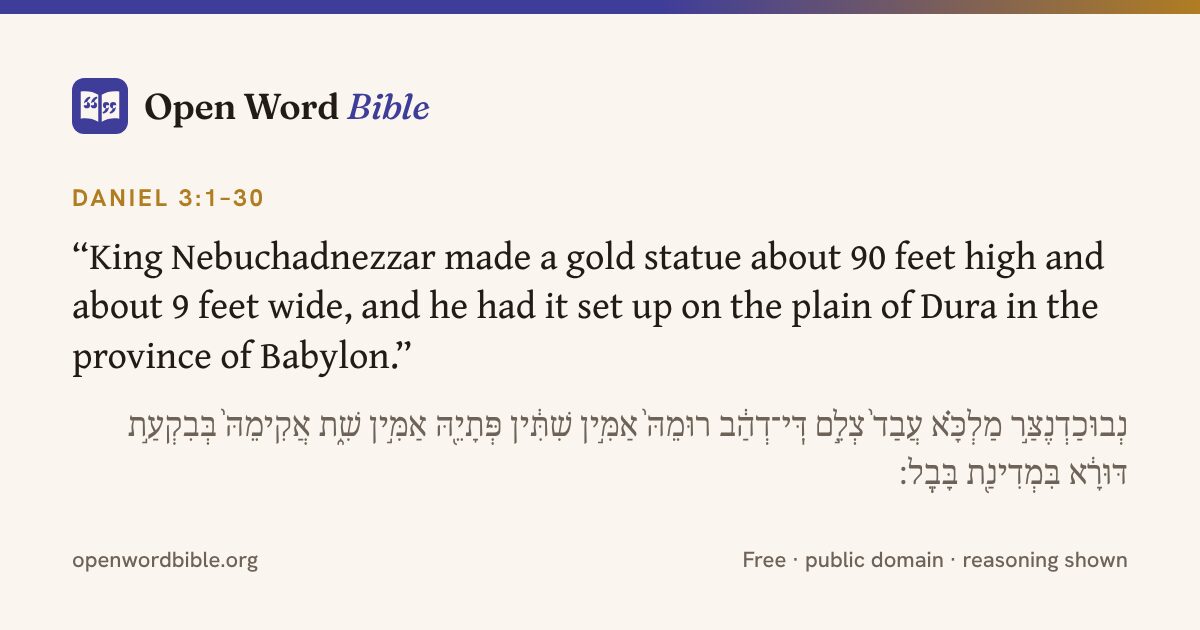 Open Word Bible
DANIEL 3:1–30
“King Nebuchadnezzar made a gold statue about 90 feet high and
about 9 feet wide, and he had it set up on the plain of Dura in the
province of Babylon.”
נְבוּכַדְנֶצַּ֣ר מַלְכָּ֗א עֲבַד֙ צְלֵ֣ם דִּֽי־דְהַ֔ב רוּמֵהּ֙ אַמִּ֣ין שִׁתִּ֔ין פְּתָיֵ֖הּ אַמִּ֣ין שִׁ֑ת אֲקִימֵהּ֙ בְּבִקְעַ֣ת
דּוּרָ֔א בִּמְדִינַ֖ת בָּבֶֽל׃
openwordbible.org
Free · public domain · reasoning shown